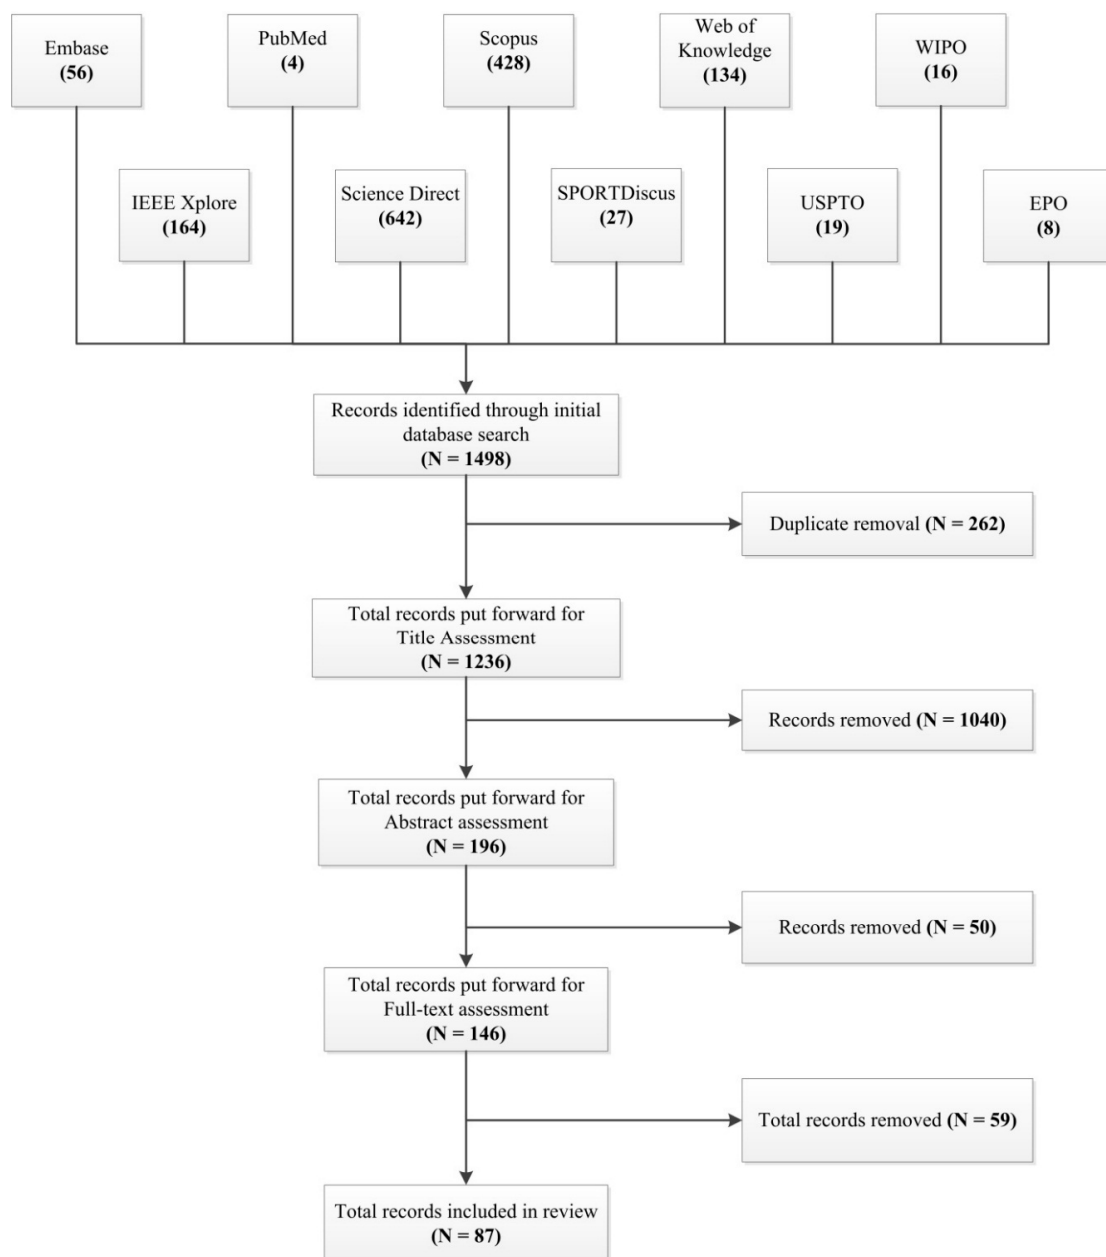 Embase
(56)
PubMed
(4)
Scopus
(428)
Web of
Knowledge
(134)
WIPO
(16)
IEEE Xplore
(164)
Science Direct
(642)
SPORTDiscus
(27)
USPTO
(19)
EPO
(8)
Records identified through initial
database search
(N = 1498)
Duplicate removal (N = 262)
Total records put forward for
Title Assessment
(N = 1236)
Records removed (N = 1040)
Total records put forward for
Abstract assessment
(N = 196)
Records removed (N = 50)
Total records put forward for
Full-text assessment
(N = 146)
Total records removed (N = 59)
Total records included in review
(N = 87)